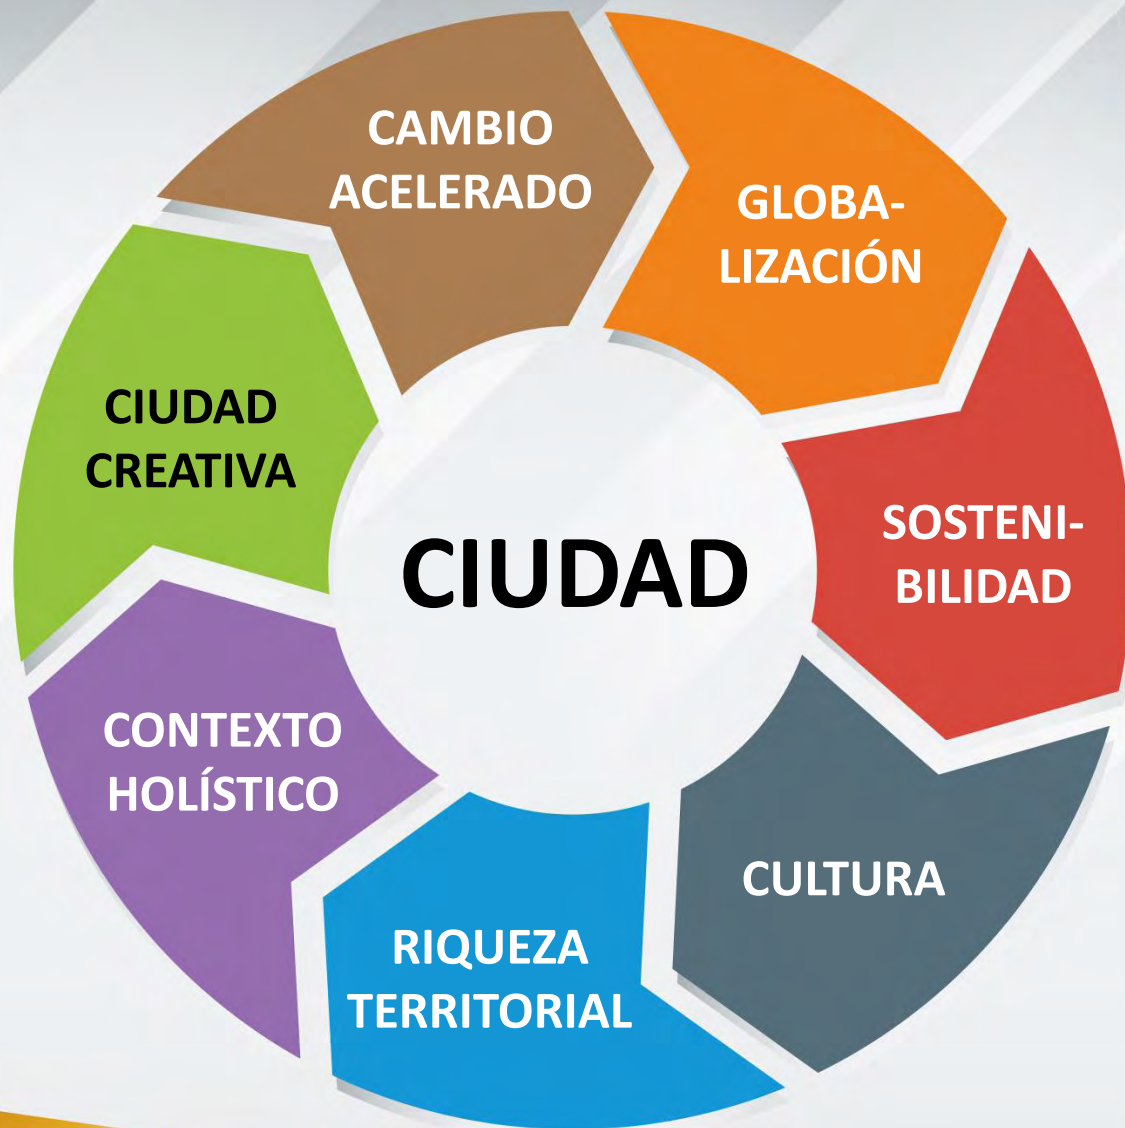 CAMBIO
ACELERADO
GLOBA-
LIZACIÓN
SOSTENI-
BILIDAD
CULTURA
RIQUEZA
TERRITORIAL
CONTEXTO
HOLÍSTICO
CIUDAD
CREATIVA
CIUDAD